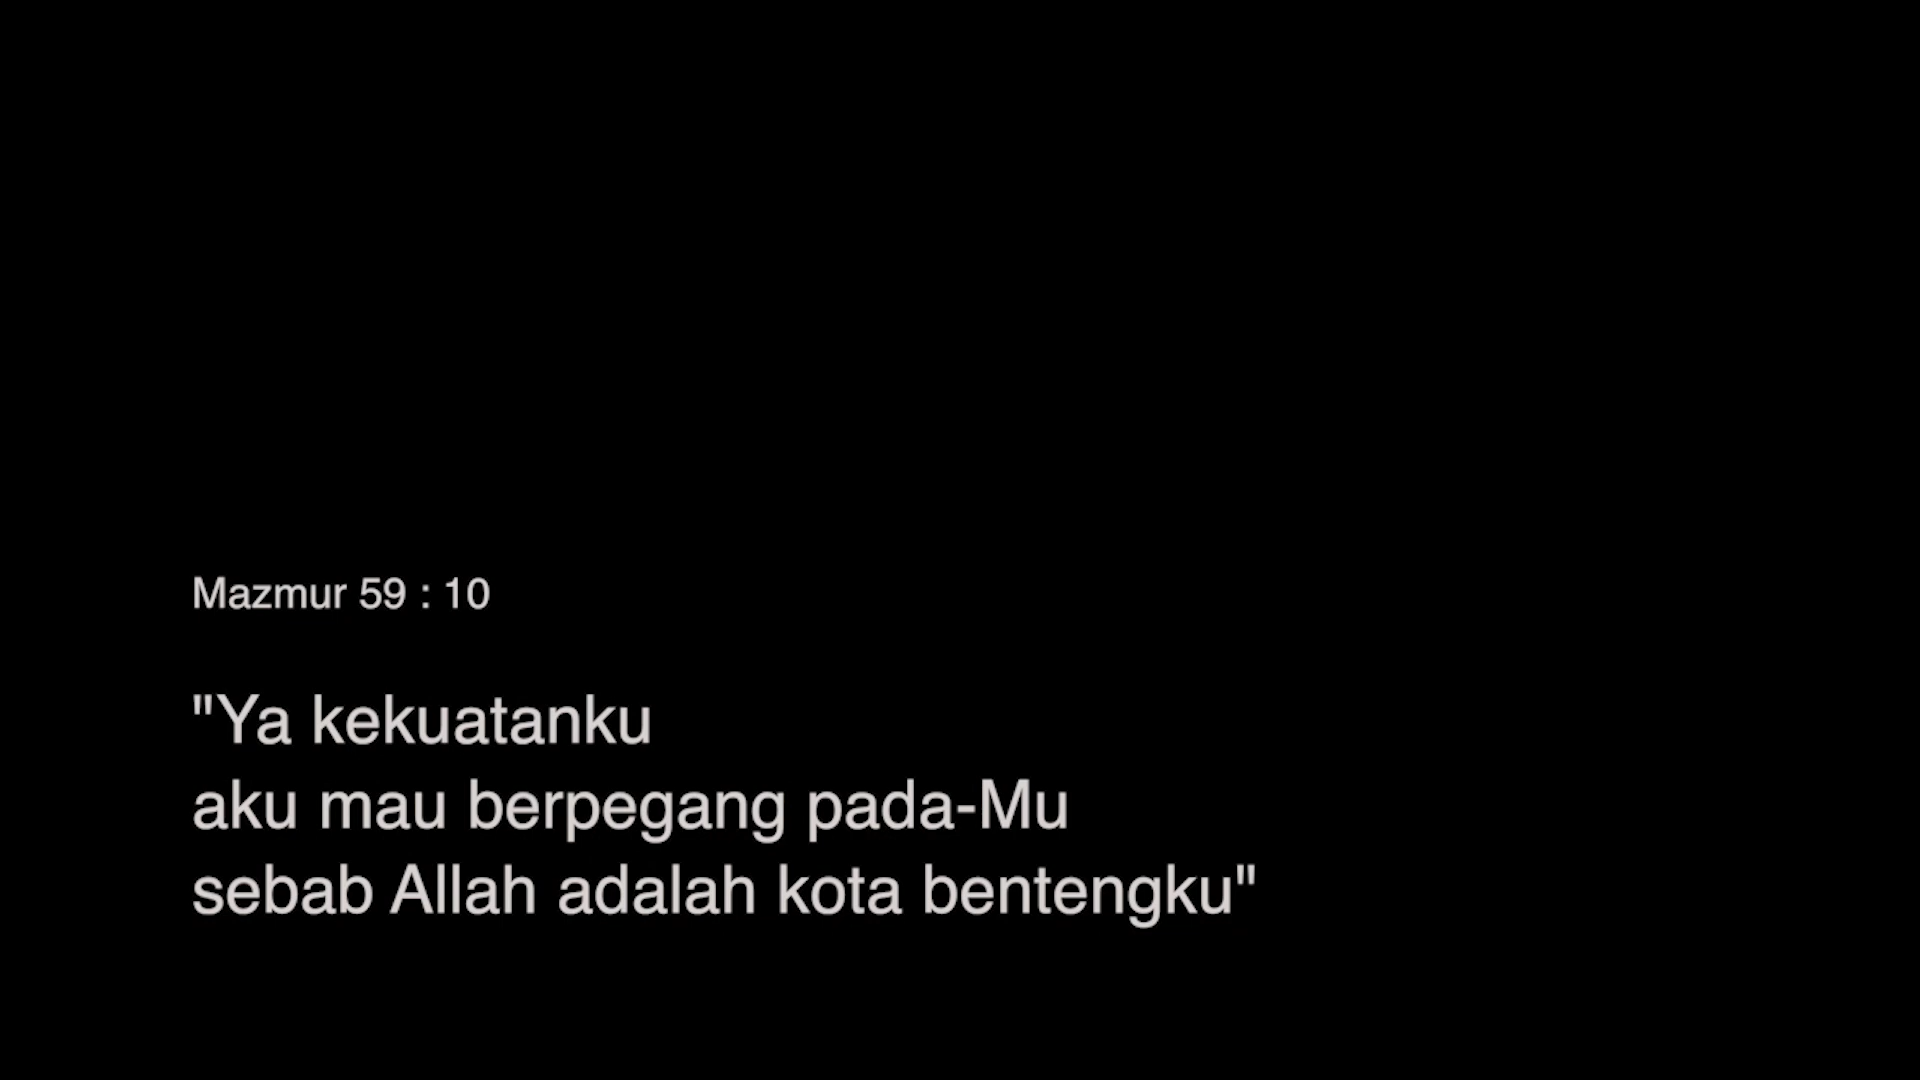 Mazmur 59 : 10
"Ya kekuatanku
aku mau berpegang pada-Mu
sebab Allah adalah kota bentengku"